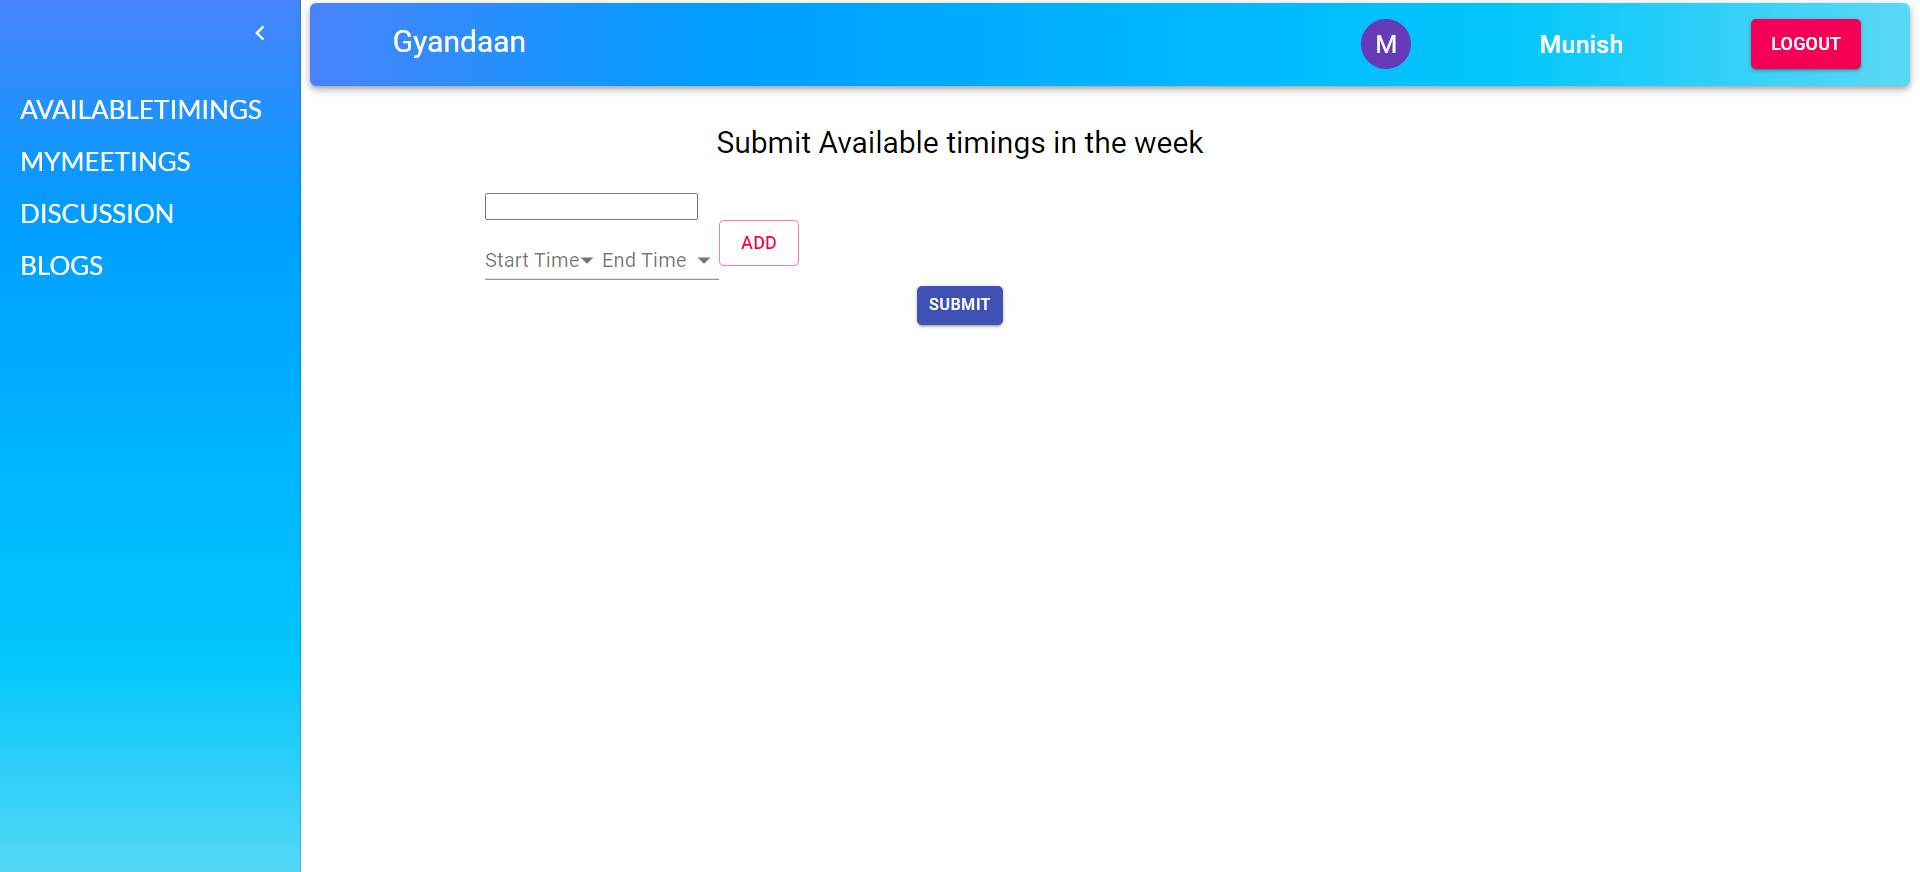 Gyandaan
M
Munish
LOGOUT
AVAILABLETIMINGS
MYMEETINGS
DISCUSSION
BLOGS
Submit Available timings in the week
Start Time End Time
ADD
SUBMIT